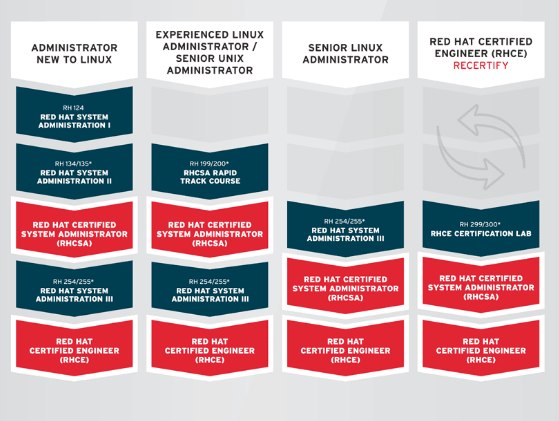 ADMINISTRATOR
NEW TO LINUX
RH 124
RED HAT SYSTEM
ADMINISTRATION I
RH 134/135*
RED HAT SYSTEM
ADMINISTRATION II
RED HAT CERTIFIED
SYSTEM ADMINISTRATOR
(RHCSA)
RH 254/255*
RED HAT SYSTEM
ADMINISTRATION III
RED HAT
CERTIFIED ENGINEER
(RHCE)
EXPERIENCED LINUX
ADMINISTRATOR /
SENIOR UNIX
ADMINISTRATOR
RH 199/200*
RHCSA RAPID
TRACK COURSE
RED HAT CERTIFIED
SYSTEM ADMINISTRATOR
(RHCSA)
RH 254/255*
RED HAT SYSTEM
ADMINISTRATION III
RED HAT
CERTIFIED ENGINEER
(RHCE)
SENIOR LINUX
ADMINISTRATOR
RH 254/255*
RED HAT SYSTEM
ADMINISTRATION III
RED HAT CERTIFIED
SYSTEM ADMINISTRATOR
(RHCSA)
RED HAT
CERTIFIED ENGINEER
(RHCE)
RED HAT CERTIFIED
ENGINEER (RHCE)
RECERTIFY
RH 299/300*
RHCE CERTIFICATION LAB
RED HAT CERTIFIED
SYSTEM ADMINISTRATOR
(RHCSA)
RED HAT
CERTIFIED ENGINEER
(RHCE)